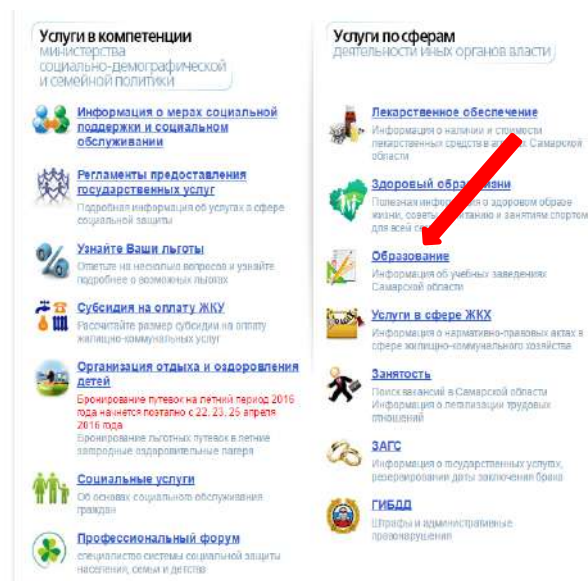 Услуги в компетенции
министерства
социально-демографической
и семейной политики
Информация о мерах социальной
поддержки и социальном
обслуживании
Регламенты предоставления
государственных услуг
Подробная информация об услугах в сфере
социальной защиты
Узнайте Ваши льготы
Ответьте на несколько вопросов и узнайте
подробнее о возможных льготах
Субсидия на оплату ЖКУ
Рассчитайте размер субсидии на оплату
жилищно-коммунальных услуг
Организация отдыха и оздоровления
детей
Бронирование путевок на летний период 2016
года начнется поэтапно с 22, 23, 25 апреля
2016 года
Бронирование льготных путевок в летние
загородные оздоровительные лагеря
Социальные услуги
Об основах социального обслуживания
граждан
Профессиональный форум
специалистов системы социальной защиты
населения, семьи и детства
Услуги по сферам
деятельности иных органов власти
Лекарственное обеспечение
Информация о наличии и стоимости
лекарственных средств в Самарской
области
Здоровый образ жизни
Полезная о здоровом образе
жизни, советы и занятиям спортом
для всей
Образование
Информация об учебных заведениях
Самарской области
Услуги в сфере ЖКХ
Информация о нормативно-правовых актах в
сфере жилищно-коммунального хозяйства
Занятость
Поиск вакансий в Самарской области
Информация о легализации трудовых
отношений
ЗАГС
Информация о государственных услугах,
резервировании даты заключения брака
ГИБДД
Штрафы и административные
правонарушения